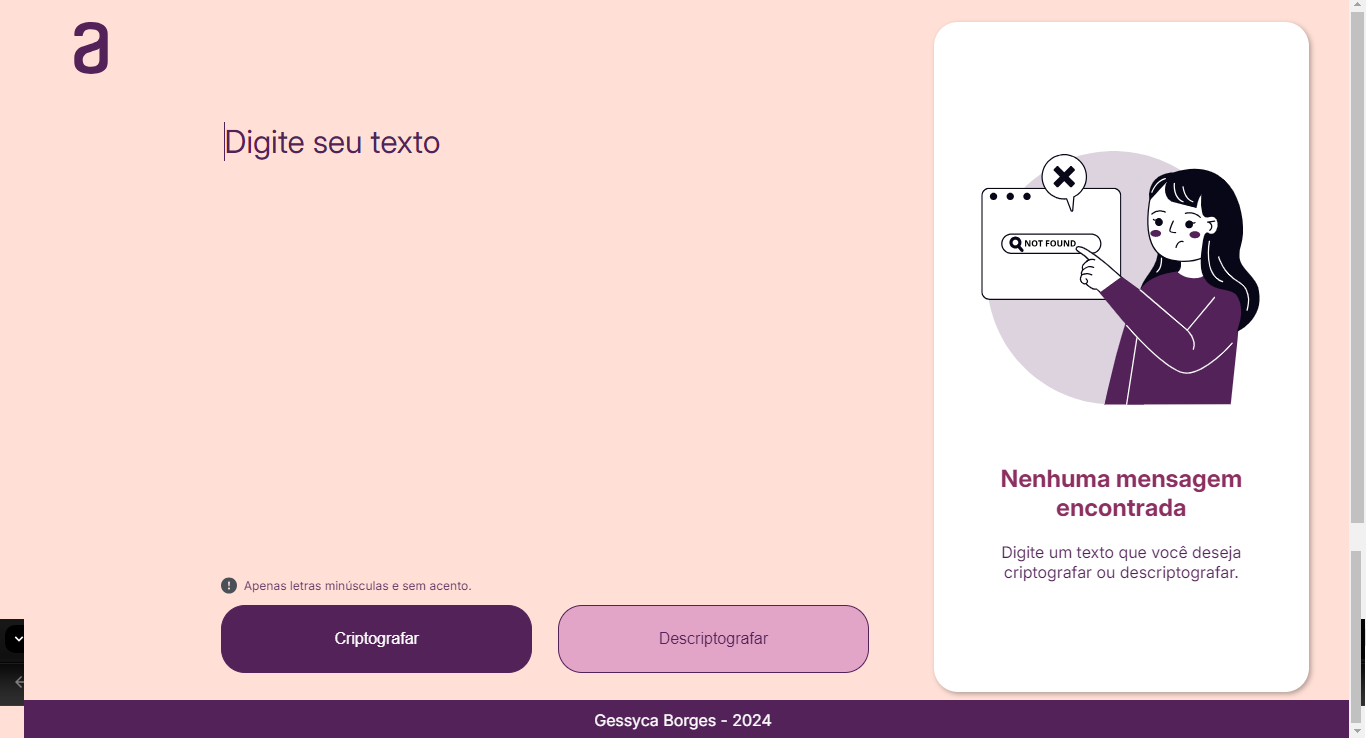 a
Digite seu texto
NOT FOUND
Nenhuma mensagem
encontrada
Digite um texto que você deseja
criptografar ou descriptografar.
Apenas letras minúsculas e sem acento.
Criptografar
Descriptografar
Gessyca Borges - 2024